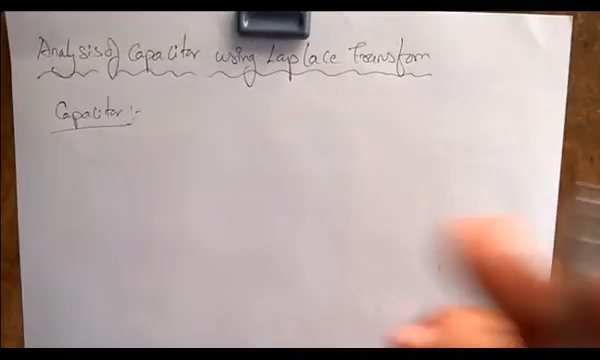 Analysis of Capacitor using Laplace Transform
Capacitor :-